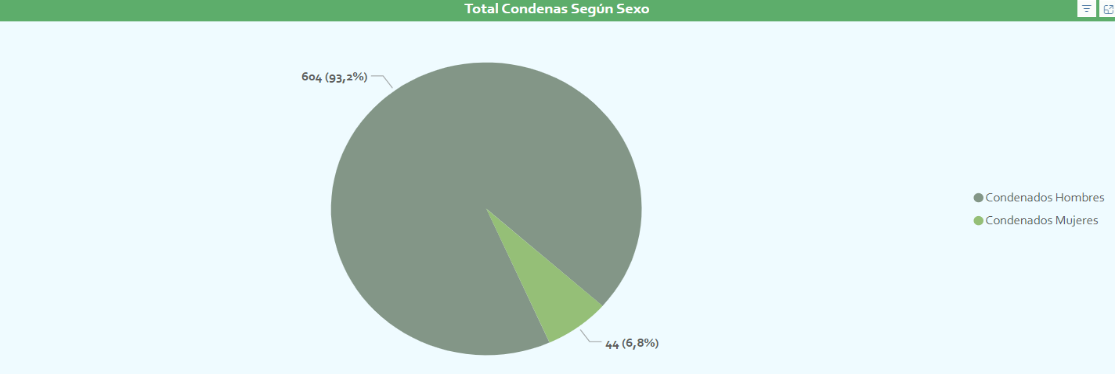 Total Condenas Según Sexo
604 (93,2%)
Condenados Hombres
Condenados Mujeres
44 (6,8%)